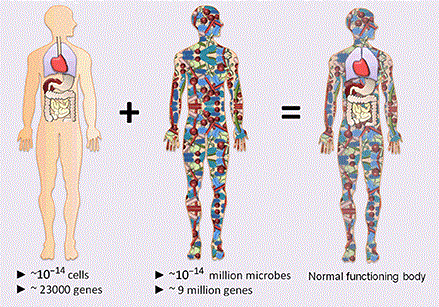 + =
► ~10⁻¹⁴ cells
► ~ 23000 genes
► ~10⁻¹⁴ million microbes
► ~ 9 million genes
Normal functioning body